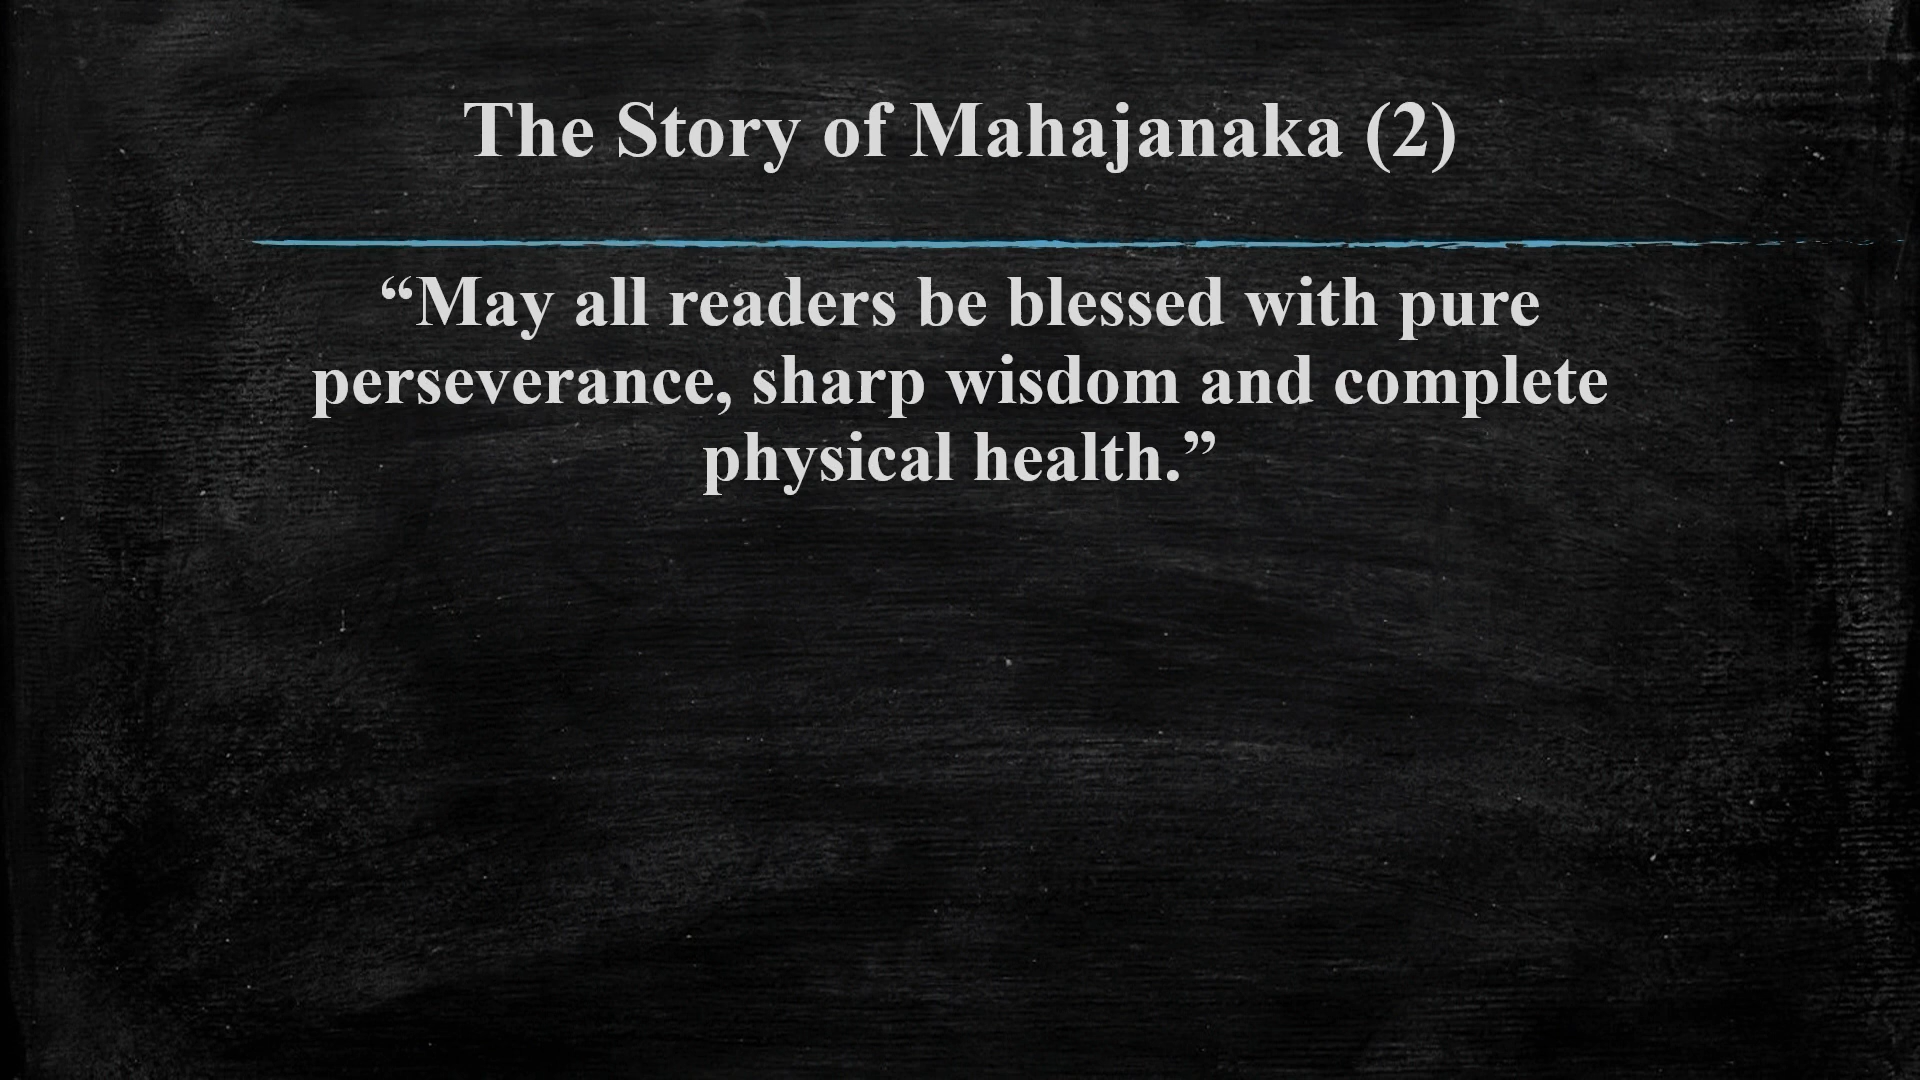 The Story of Mahajanaka (2)
“May all readers be blessed with pure
perseverance, sharp wisdom and complete
physical health.”